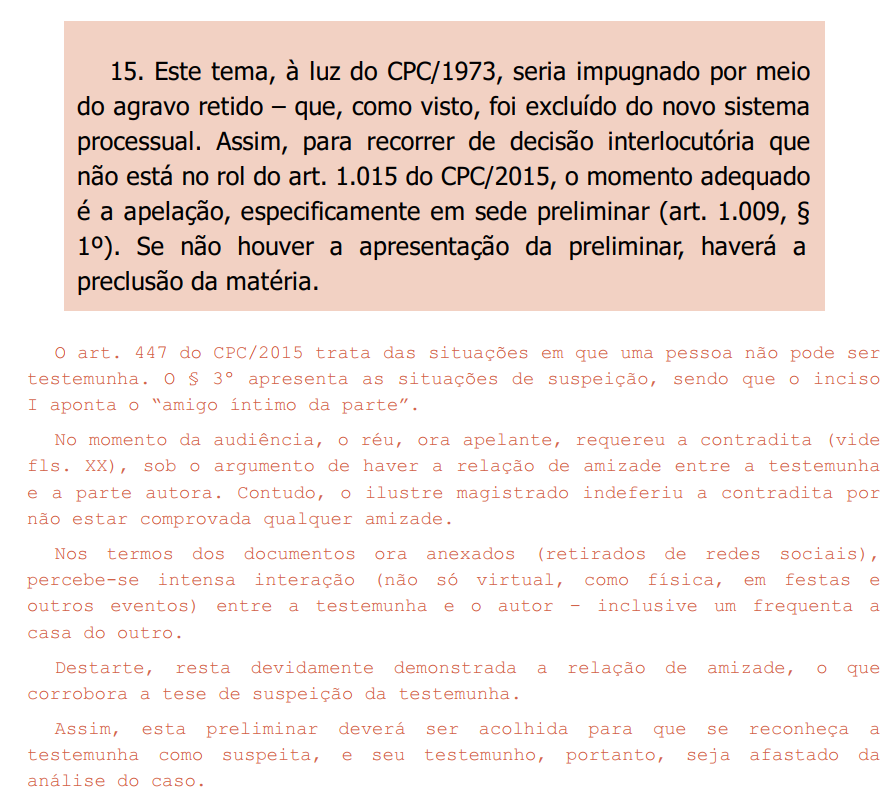 15. Este tema, à luz do CPC/1973, seria impugnado por meio
do agravo retido – que, como visto, foi excluído do novo sistema
processual. Assim, para recorrer de decisão interlocutória que
não está no rol do art. 1.015 do CPC/2015, o momento adequado
é a apelação, especificamente em sede preliminar (art. 1.009, §
1º). Se não houver a apresentação da preliminar, haverá a
preclusão da matéria.
O art. 447 do CPC/2015 trata das situações em que uma pessoa não pode ser
testemunha. O § 3º apresenta as situações de suspeição, sendo que o inciso
I aponta o “amigo íntimo da parte”.
No momento da audiência, o réu, ora apelante, requereu a contradita (vide
fls. XX), sob o argumento de haver a relação de amizade entre a testemunha
e a parte autora. Contudo, o ilustre magistrado indeferiu a contradita por
não estar comprovada qualquer amizade.
Nos termos dos documentos ora anexados (retirados de redes sociais),
percebe-se intensa interação (não só virtual, como física, em festas e
outros eventos) entre a testemunha e o autor – inclusive um frequenta a
casa do outro.
Destarte, resta devidamente demonstrada a relação de amizade, o que
corrobora a tese de suspeição da testemunha.
Assim, esta preliminar deverá ser acolhida para que se reconheça a
testemunha como suspeita, e seu testemunho, portanto, seja afastado da
análise do caso.